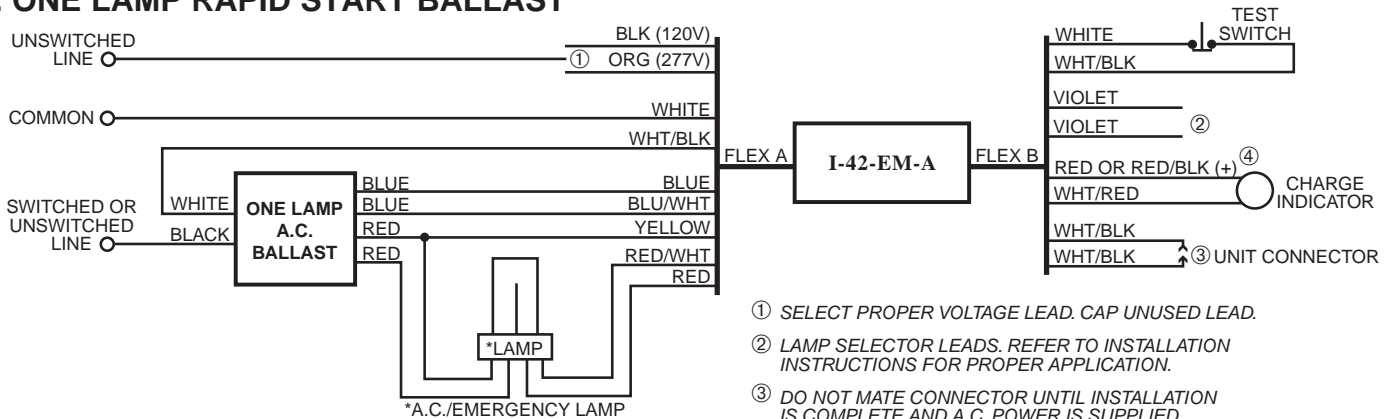 ONE LAMP RAPID START BALLAST
UNSWITCHED
LINE
①
BLK (120V)
ORG (277V)
COMMON
WHITE
WHT/BLK
SWITCHED OR
UNSWITCHED
LINE
WHITE
BLACK
ONE LAMP
A.C.
BALLAST
BLUE
BLUE
RED
RED
BLUE
BLU/WHT
YELLOW
RED/WHT
RED
*LAMP
*A.C./EMERGENCY LAMP
FLEX A
I-42-EM-A
FLEX B
WHITE
WHT/BLK
TEST
SWITCH
VIOLET
VIOLET
②
RED OR RED/BLK (+)
④
WHT/RED
CHARGE
INDICATOR
WHT/BLK
WHT/BLK
③ UNIT CONNECTOR
① SELECT PROPER VOLTAGE LEAD. CAP UNUSED LEAD.
② LAMP SELECTOR LEADS. REFER TO INSTALLATION
INSTRUCTIONS FOR PROPER APPLICATION.
③ DO NOT MATE CONNECTOR UNTIL INSTALLATION
IS COMPLETE AND A.C. POWER IS SUPPLIED